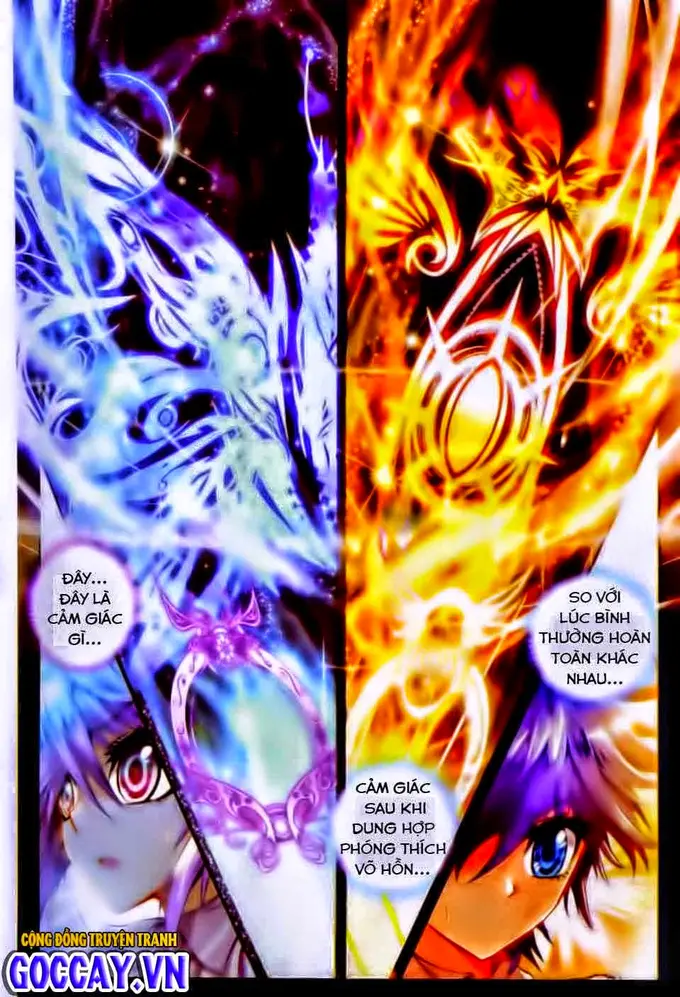 ĐÂY...
ĐÂY LÀ
CẢM GIÁC
GÌ...
SO VỚI
LÚC BÌNH
THƯỜNG HOÀN
TOÀN KHÁC
NHAU...
CẢM GIÁC
SAU KHI
DUNG HỢP
PHÓNG THÍCH
VÕ HỒN...
CỘNG ĐỒNG TRUYỆN TRANH
GOCCAY.VN